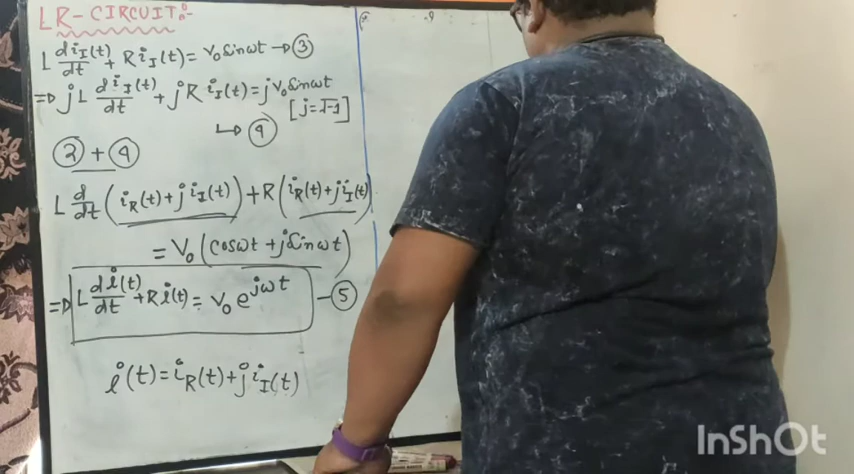 LR-CIRCUIT:-
L di_I(t)/dt + R i_I(t) = V₀ Sinωt → ③
⇒ jL di_I(t)/dt + jR i_I(t) = jV₀ Sinωt
[j=√-1]
↳ ④
② + ④
L d/dt (i_R(t)+j i_I(t)) + R(i_R(t)+j i_I(t))
= V₀ (cosωt + j Sinωt)
⇒ L di(t)/dt + R i(t) = V₀ e^{jωt} — ⑤
i(t) = i_R(t)+j i_I(t)
InShOt